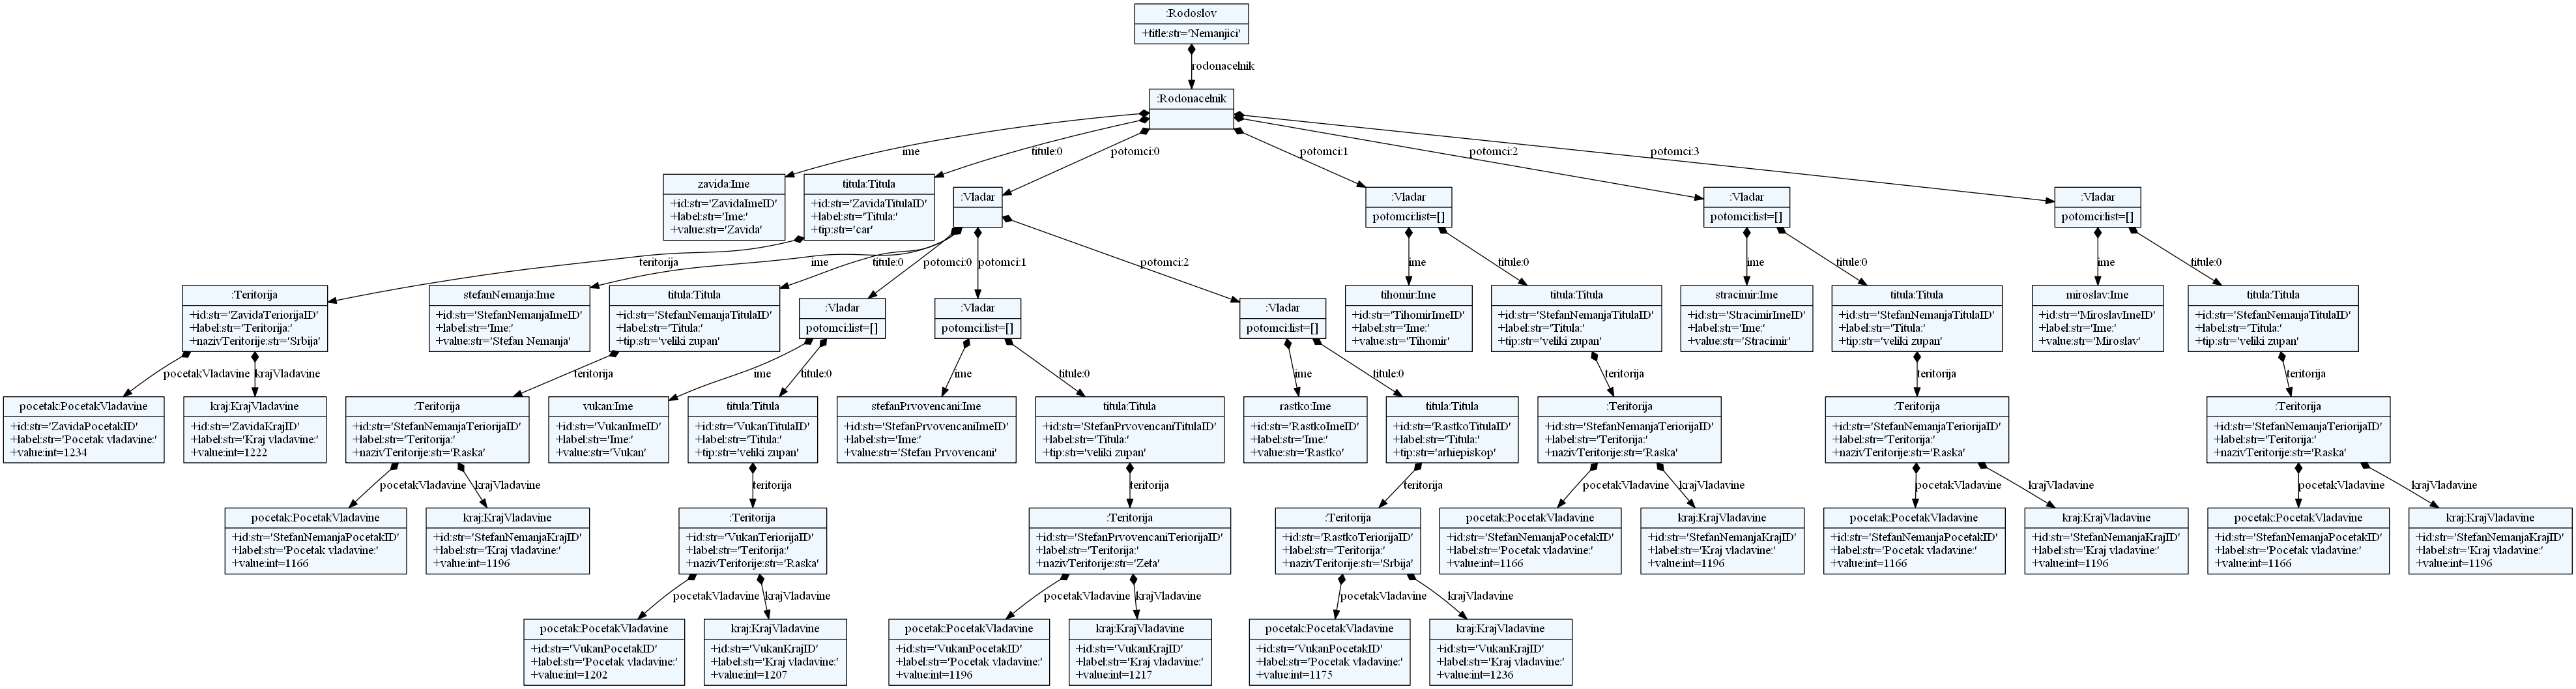 :Rodoslov
+title:str='Nemanjici'
rodonacelnik
:Rodonacelnik
ime
titule:0
potomci:0
potomci:1
potomci:2
potomci:3
zavida:Ime
+id:str='ZavidaImeID'
+label:str='Ime:'
+value:str='Zavida'
titula:Titula
+id:str='ZavidaTitulaID'
+label:str='Titula:'
+tip:str='car'
:Vladar
:Vladar
potomci:list=[]
:Vladar
potomci:list=[]
:Vladar
potomci:list=[]
teritorija
ime
titule:0
potomci:0
potomci:1
potomci:2
ime
titule:0
ime
titule:0
ime
titule:0
:Teritorija
+id:str='ZavidaTeriorijaID'
+label:str='Teritorija:'
+nazivTeritorije:str='Srbija'
stefanNemanja:Ime
+id:str='StefanNemanjaImeID'
+label:str='Ime:'
+value:str='Stefan Nemanja'
titula:Titula
+id:str='StefanNemanjaTitulaID'
+label:str='Titula:'
+tip:str='veliki zupan'
:Vladar
potomci:list=[]
:Vladar
potomci:list=[]
:Vladar
potomci:list=[]
tihomir:Ime
+id:str='TihomirImeID'
+label:str='Ime:'
+value:str='Tihomir'
titula:Titula
+id:str='StefanNemanjaTitulaID'
+label:str='Titula:'
+tip:str='veliki zupan'
stracimir:Ime
+id:str='StracimirImeID'
+label:str='Ime:'
+value:str='Stracimir'
titula:Titula
+id:str='StefanNemanjaTitulaID'
+label:str='Titula:'
+tip:str='veliki zupan'
miroslav:Ime
+id:str='MiroslavImeID'
+label:str='Ime:'
+value:str='Miroslav'
titula:Titula
+id:str='StefanNemanjaTitulaID'
+label:str='Titula:'
+tip:str='veliki zupan'
pocetakVladavine
krajVladavine
teritorija
ime
titule:0
ime
titule:0
ime
titule:0
teritorija
teritorija
teritorija
pocetak:PocetakVladavine
+id:str='ZavidaPocetakID'
+label:str='Pocetak vladavine:'
+value:int=1234
kraj:KrajVladavine
+id:str='ZavidaKrajID'
+label:str='Kraj vladavine:'
+value:int=1222
:Teritorija
+id:str='StefanNemanjaTeriorijaID'
+label:str='Teritorija:'
+nazivTeritorije:str='Raska'
vukan:Ime
+id:str='VukanImeID'
+label:str='Ime:'
+value:str='Vukan'
titula:Titula
+id:str='VukanTitulaID'
+label:str='Titula:'
+tip:str='veliki zupan'
stefanPrvovencani:Ime
+id:str='StefanPrvovencaniImeID'
+label:str='Ime:'
+value:str='Stefan Prvovencani'
titula:Titula
+id:str='StefanPrvovencaniTitulaID'
+label:str='Titula:'
+tip:str='veliki zupan'
rastko:Ime
+id:str='RastkoImeID'
+label:str='Ime:'
+value:str='Rastko'
titula:Titula
+id:str='RastkoTitulaID'
+label:str='Titula:'
+tip:str='arhiepiskop'
:Teritorija
+id:str='StefanNemanjaTeriorijaID'
+label:str='Teritorija:'
+nazivTeritorije:str='Raska'
:Teritorija
+id:str='StefanNemanjaTeriorijaID'
+label:str='Teritorija:'
+nazivTeritorije:str='Raska'
:Teritorija
+id:str='StefanNemanjaTeriorijaID'
+label:str='Teritorija:'
+nazivTeritorije:str='Raska'
pocetakVladavine
krajVladavine
teritorija
teritorija
teritorija
pocetakVladavine
krajVladavine
pocetakVladavine
krajVladavine
pocetakVladavine
krajVladavine
pocetak:PocetakVladavine
+id:str='StefanNemanjaPocetakID'
+label:str='Pocetak vladavine:'
+value:int=1166
kraj:KrajVladavine
+id:str='StefanNemanjaKrajID'
+label:str='Kraj vladavine:'
+value:int=1196
:Teritorija
+id:str='VukanTeriorijaID'
+label:str='Teritorija:'
+nazivTeritorije:str='Raska'
:Teritorija
+id:str='StefanPrvovencaniTeriorijaID'
+label:str='Teritorija:'
+nazivTeritorije:str='Zeta'
:Teritorija
+id:str='RastkoTeriorijaID'
+label:str='Teritorija:'
+nazivTeritorije:str='Srbija'
pocetak:PocetakVladavine
+id:str='StefanNemanjaPocetakID'
+label:str='Pocetak vladavine:'
+value:int=1166
kraj:KrajVladavine
+id:str='StefanNemanjaKrajID'
+label:str='Kraj vladavine:'
+value:int=1196
pocetak:PocetakVladavine
+id:str='StefanNemanjaPocetakID'
+label:str='Pocetak vladavine:'
+value:int=1166
kraj:KrajVladavine
+id:str='StefanNemanjaKrajID'
+label:str='Kraj vladavine:'
+value:int=1196
pocetak:PocetakVladavine
+id:str='StefanNemanjaPocetakID'
+label:str='Pocetak vladavine:'
+value:int=1166
kraj:KrajVladavine
+id:str='StefanNemanjaKrajID'
+label:str='Kraj vladavine:'
+value:int=1196
pocetakVladavine
krajVladavine
pocetakVladavine
krajVladavine
pocetakVladavine
krajVladavine
pocetak:PocetakVladavine
+id:str='VukanPocetakID'
+label:str='Pocetak vladavine:'
+value:int=1202
kraj:KrajVladavine
+id:str='VukanKrajID'
+label:str='Kraj vladavine:'
+value:int=1207
pocetak:PocetakVladavine
+id:str='VukanPocetakID'
+label:str='Pocetak vladavine:'
+value:int=1196
kraj:KrajVladavine
+id:str='VukanKrajID'
+label:str='Kraj vladavine:'
+value:int=1217
pocetak:PocetakVladavine
+id:str='VukanPocetakID'
+label:str='Pocetak vladavine:'
+value:int=1175
kraj:KrajVladavine
+id:str='VukanKrajID'
+label:str='Kraj vladavine:'
+value:int=1236